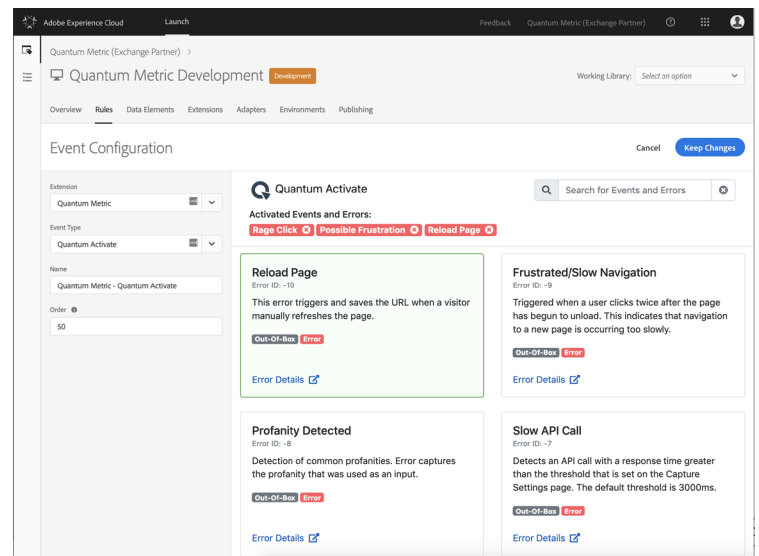 Adobe Experience Cloud
Launch
Feedback
Quantum Metric (Exchange Partner)
Quantum Metric (Exchange Partner) >
Quantum Metric Development
Development
Working Library:
Select an option
Overview
Rules
Data Elements
Extensions
Adapters
Environments
Publishing
Event Configuration
Cancel
Keep Changes
Extension
Quantum Metric
Event Type
Quantum Activate
Name
Quantum Metric - Quantum Activate
Order
50
Quantum Activate
Search for Events and Errors
Activated Events and Errors:
Rage Click
Possible Frustration
Reload Page
Reload Page
Error ID: -10
This error triggers and saves the URL when a visitor
manually refreshes the page.
Out-Of-Box
Error
Error Details
Frustrated/Slow Navigation
Error ID: -9
Triggered when a user clicks twice after the page
has begun to unload. This indicates that navigation
to a new page is occurring too slowly.
Out-Of-Box
Error
Error Details
Profanity Detected
Error ID: -8
Detection of common profanities. Error captures
the profanity that was used as an input.
Out-Of-Box
Error
Error Details
Slow API Call
Error ID: -7
Detects an API call with a response time greater
than the threshold that is set on the Capture
Settings page. The default threshold is 3000ms.
Out-Of-Box
Error
Error Details